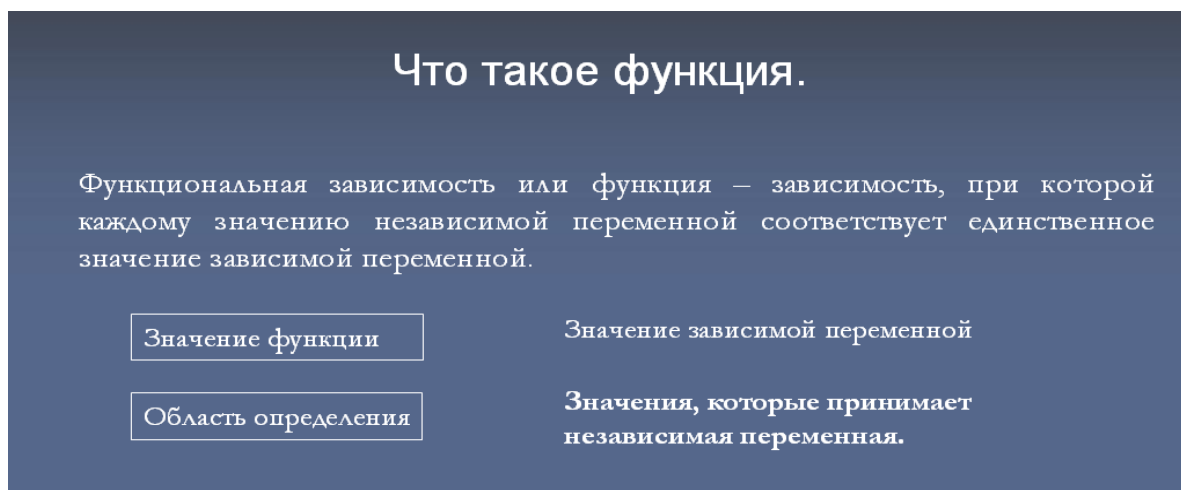 Что такое функция.
Функциональная зависимость или функция – зависимость, при которой
каждому значению независимой переменной соответствует единственное
значение зависимой переменной.
Значение функции
Значение зависимой переменной
Область определения
Значения, которые принимает
независимая переменная.